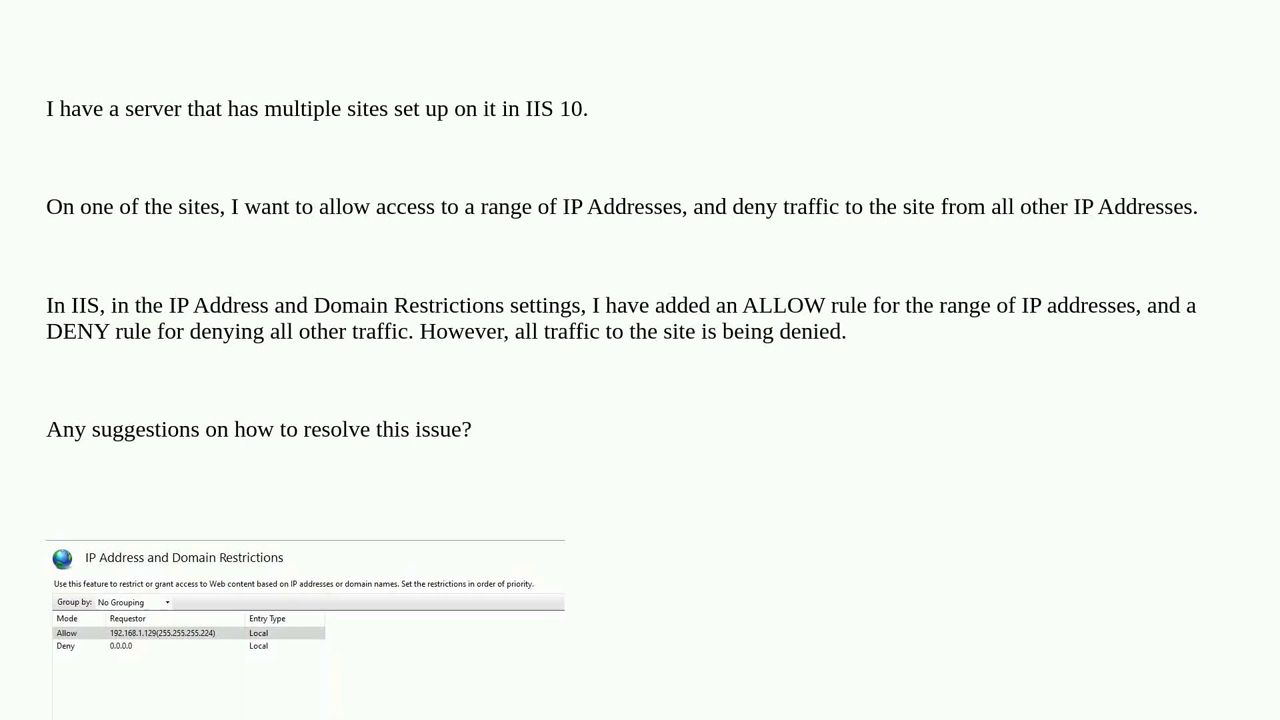 I have a server that has multiple sites set up on it in IIS 10.
On one of the sites, I want to allow access to a range of IP Addresses, and deny traffic to the site from all other IP Addresses.
In IIS, in the IP Address and Domain Restrictions settings, I have added an ALLOW rule for the range of IP addresses, and a
DENY rule for denying all other traffic. However, all traffic to the site is being denied.
Any suggestions on how to resolve this issue?
IP Address and Domain Restrictions
Use this feature to restrict or grant access to Web content based on IP addresses or domain names. Set the restrictions in order of priority.
Group by: No Grouping
Mode Requestor Entry Type
Allow 192.168.1.129(255.255.255.224) Local
Deny 0.0.0.0 Local